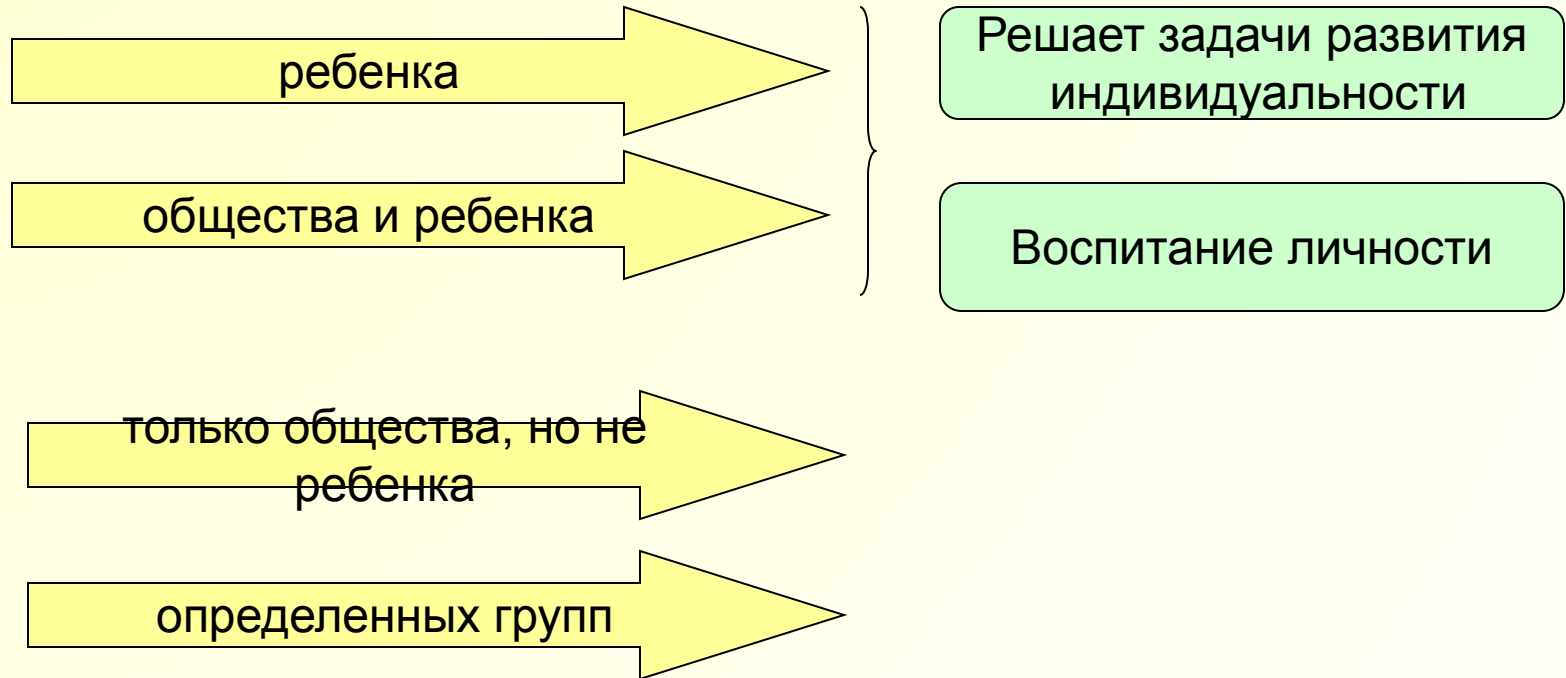 ребенка
Решает задачи развития
индивидуальности
общества и ребенка
Воспитание личности
только общества, но не
ребенка
определенных групп